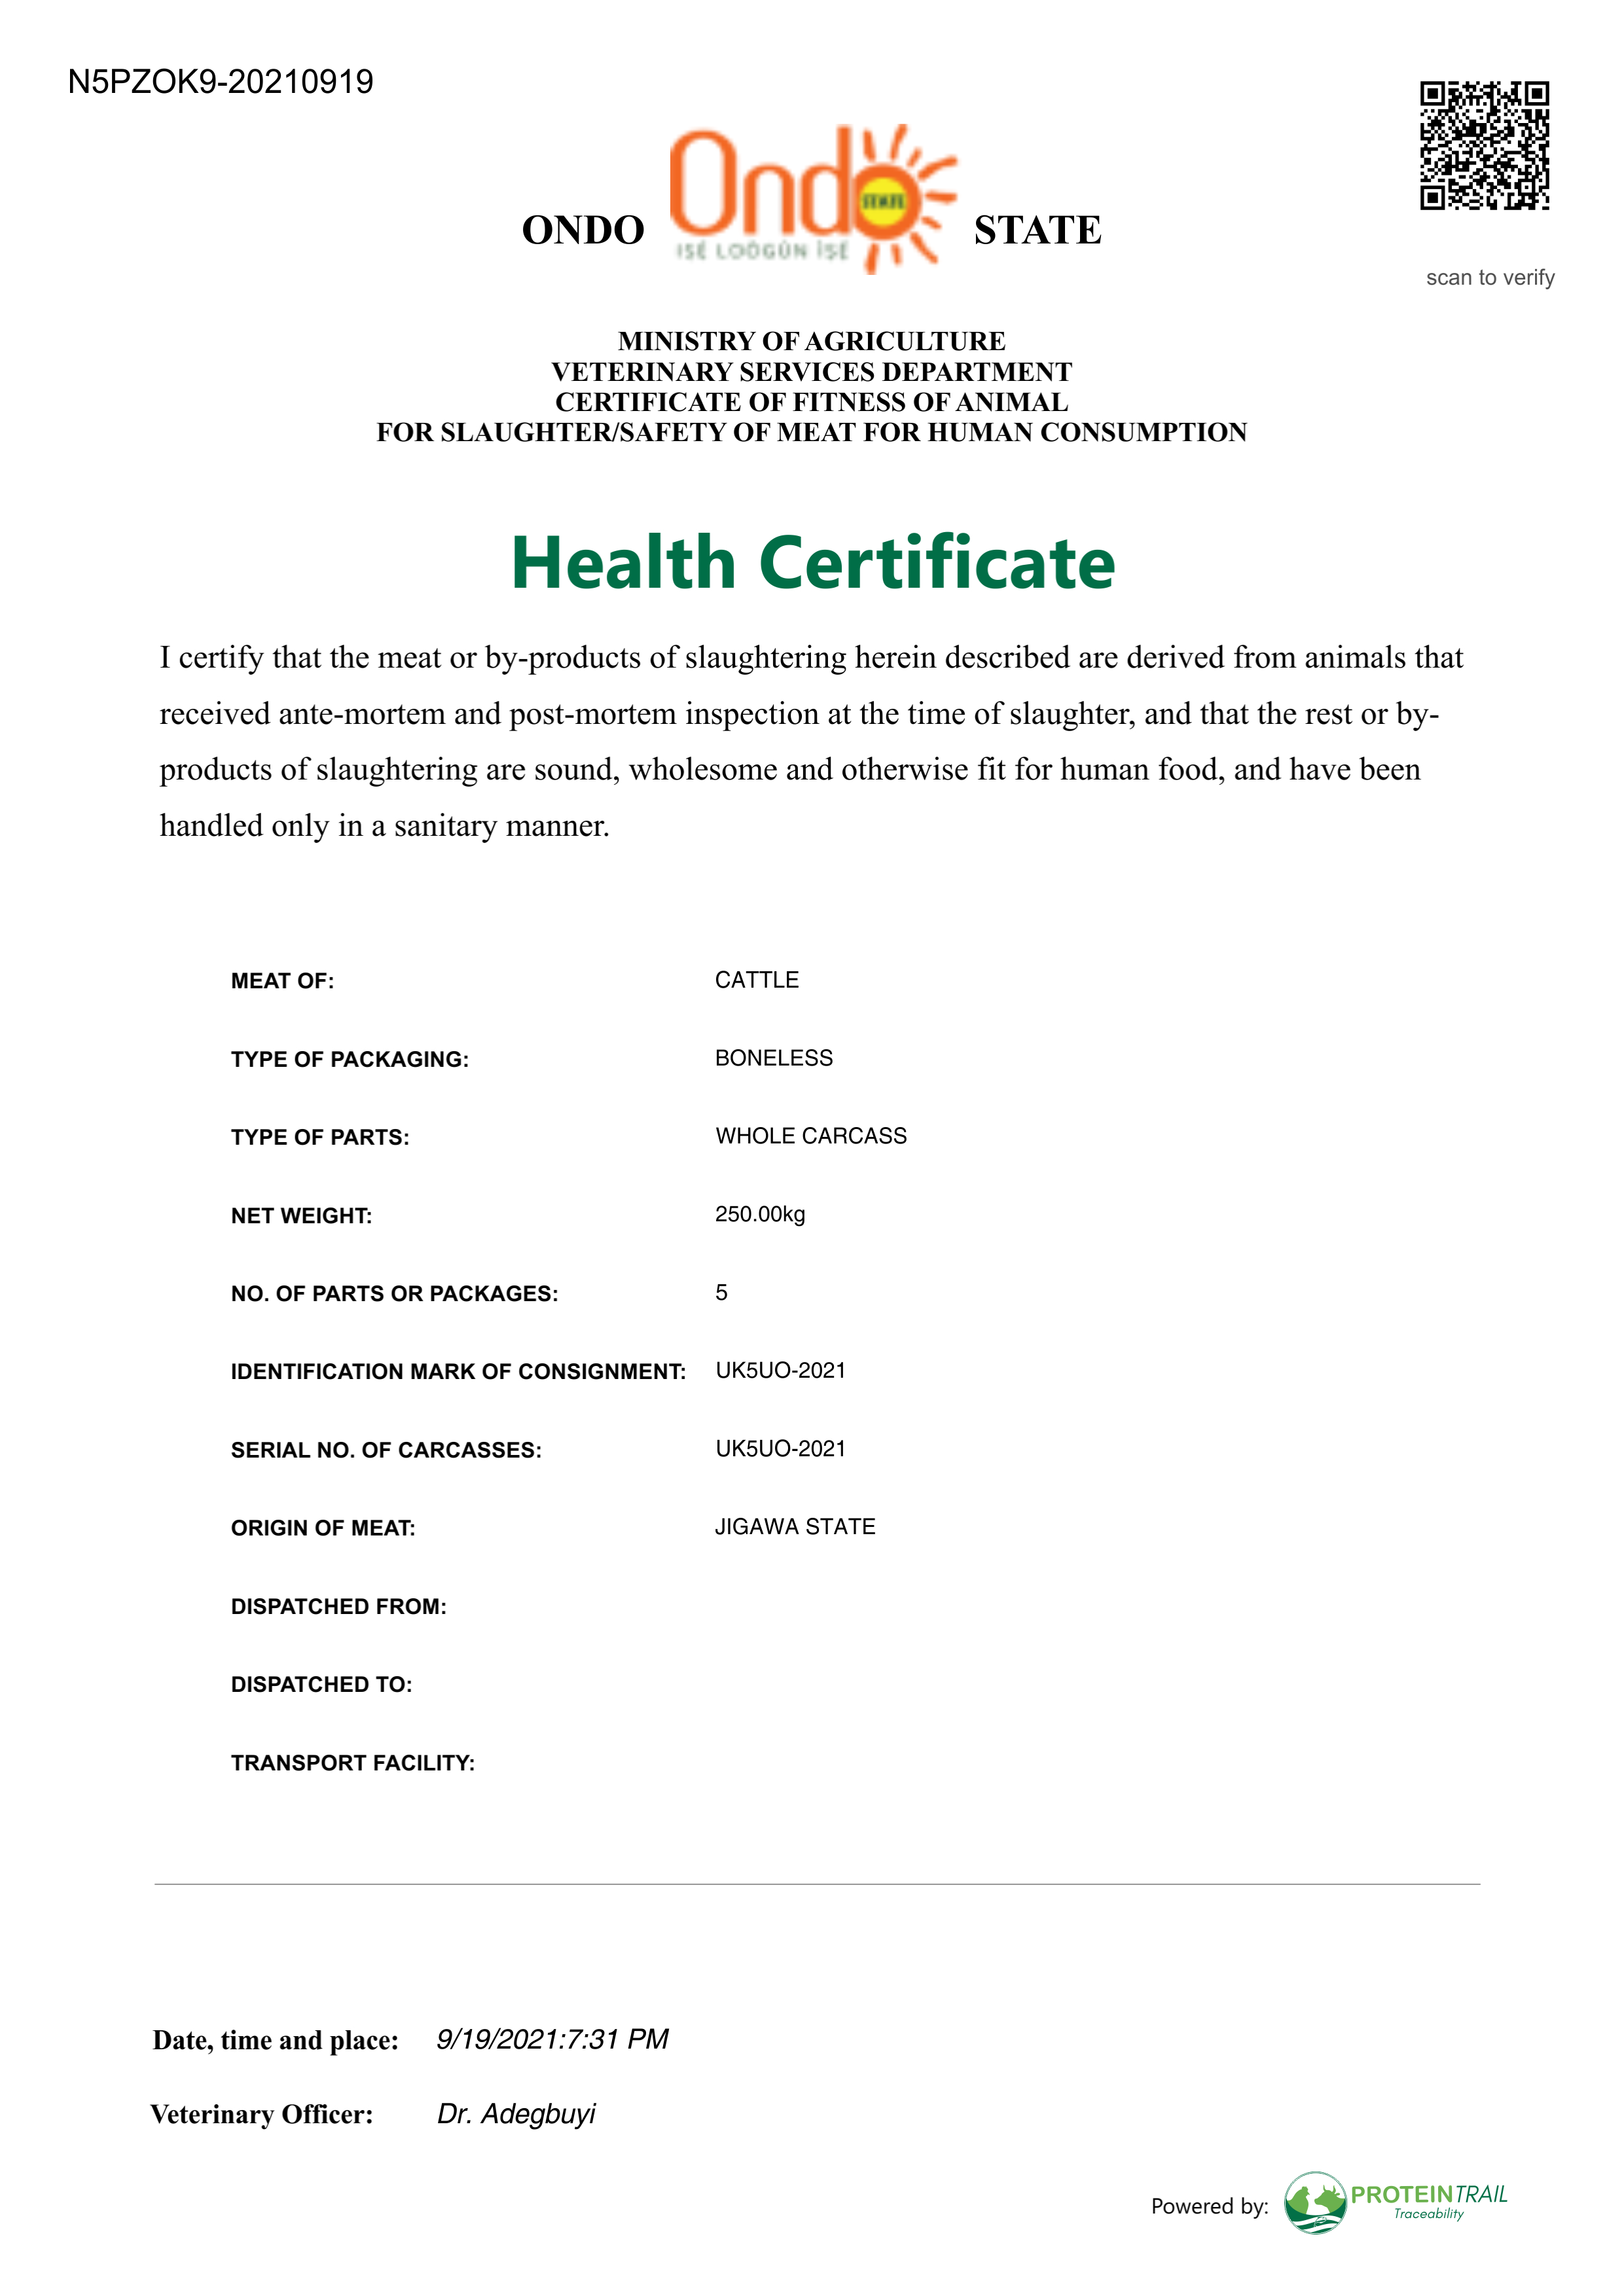 N5PZOK9-20210919
ONDO
Ondo
STATE
ISÉ LOÓGÙN ÌSÉ
STATE
scan to verify
MINISTRY OF AGRICULTURE
VETERINARY SERVICES DEPARTMENT
CERTIFICATE OF FITNESS OF ANIMAL
FOR SLAUGHTER/SAFETY OF MEAT FOR HUMAN CONSUMPTION
Health Certificate
I certify that the meat or by-products of slaughtering herein described are derived from animals that
received ante-mortem and post-mortem inspection at the time of slaughter, and that the rest or by-
products of slaughtering are sound, wholesome and otherwise fit for human food, and have been
handled only in a sanitary manner.
MEAT OF: CATTLE
TYPE OF PACKAGING: BONELESS
TYPE OF PARTS: WHOLE CARCASS
NET WEIGHT: 250.00kg
NO. OF PARTS OR PACKAGES: 5
IDENTIFICATION MARK OF CONSIGNMENT: UK5UO-2021
SERIAL NO. OF CARCASSES: UK5UO-2021
ORIGIN OF MEAT: JIGAWA STATE
DISPATCHED FROM:
DISPATCHED TO:
TRANSPORT FACILITY:
Date, time and place: 9/19/2021:7:31 PM
Veterinary Officer: Dr. Adegbuyi
Powered by: PROTEINTRAIL
Traceability